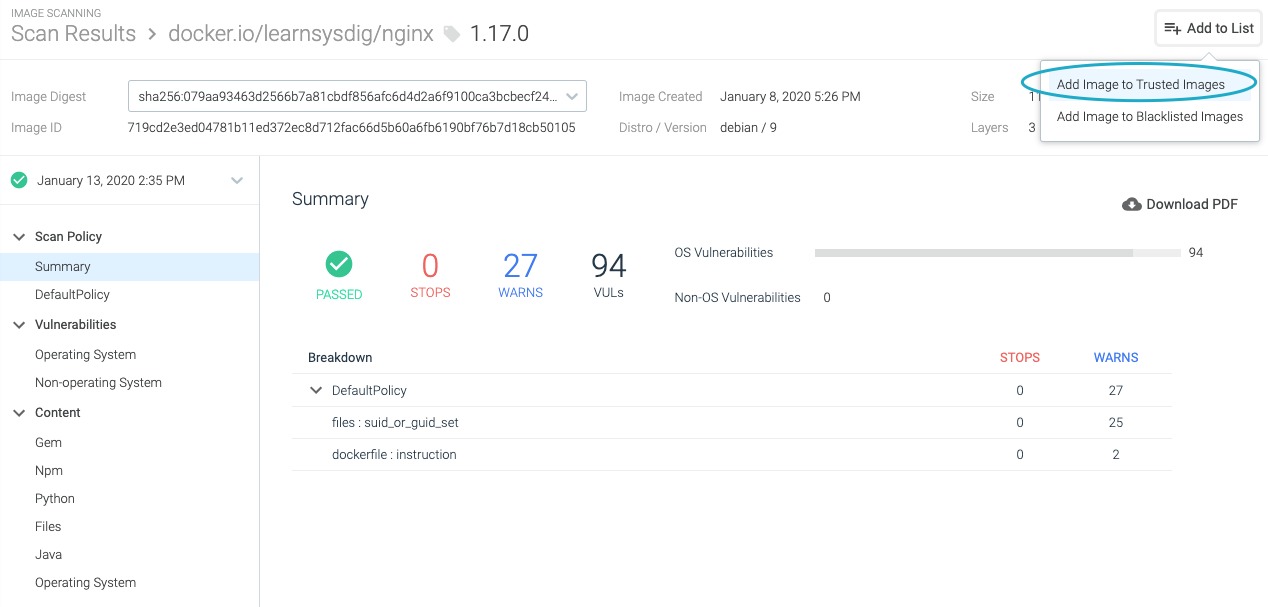 IMAGE SCANNING
Scan Results > docker.io/learnsysdig/nginx 1.17.0
Add to List
Add Image to Trusted Images
Add Image to Blacklisted Images
Image Digest sha256:079aa93463d2566b7a81cbdf856afc6d4d2a6f9100ca3bcbecf24... Image Created January 8, 2020 5:26 PM Size 11
Image ID 719cd2e3ed04781b11ed372ec8d712fac66d5b60a6fb6190bf76b7d18cb50105 Distro / Version debian / 9 Layers 3
January 13, 2020 2:35 PM
Scan Policy
Summary
DefaultPolicy
Vulnerabilities
Operating System
Non-operating System
Content
Gem
Npm
Python
Files
Java
Operating System
Summary
Download PDF
PASSED
0 STOPS
27 WARNS
94 VULs
OS Vulnerabilities 94
Non-OS Vulnerabilities 0
Breakdown STOPS WARNS
DefaultPolicy 0 27
files : suid_or_guid_set 0 25
dockerfile : instruction 0 2